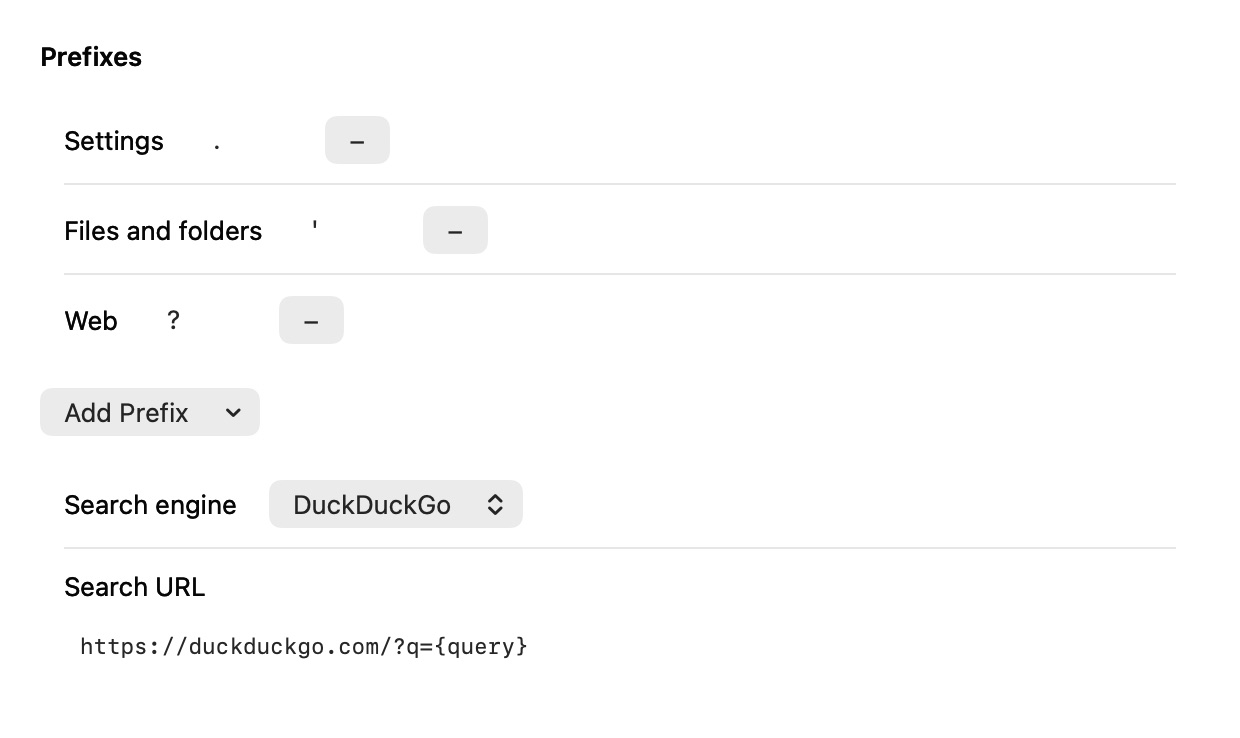 Prefixes
Settings . –
Files and folders ' –
Web ? –
Add Prefix
Search engine DuckDuckGo
Search URL
https://duckduckgo.com/?q={query}